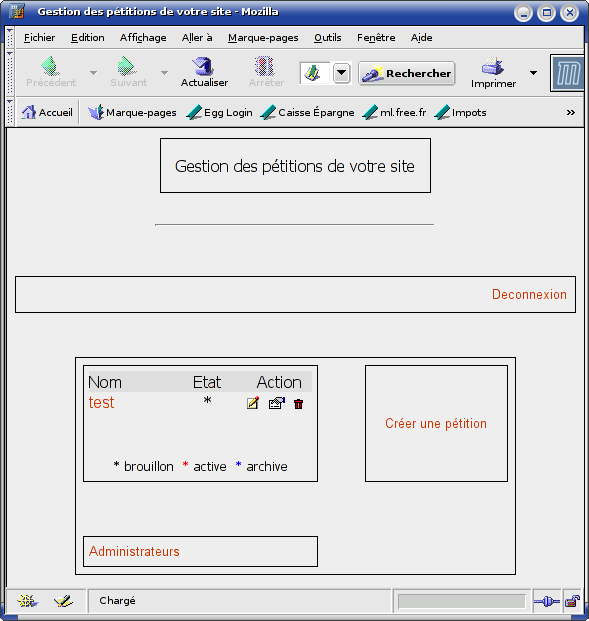 Gestion des pétitions de votre site - Mozilla
Fichier Edition Affichage Aller à Marque-pages Outils Fenêtre Aide
Précédent Suivant Actualiser Arrêter Rechercher Imprimer
Accueil Marque-pages Egg Login Caisse Épargne ml.free.fr Impots »
Gestion des pétitions de votre site
Deconnexion
Nom Etat Action
test *
Créer une pétition
* brouillon * active * archive
Administrateurs
Chargé